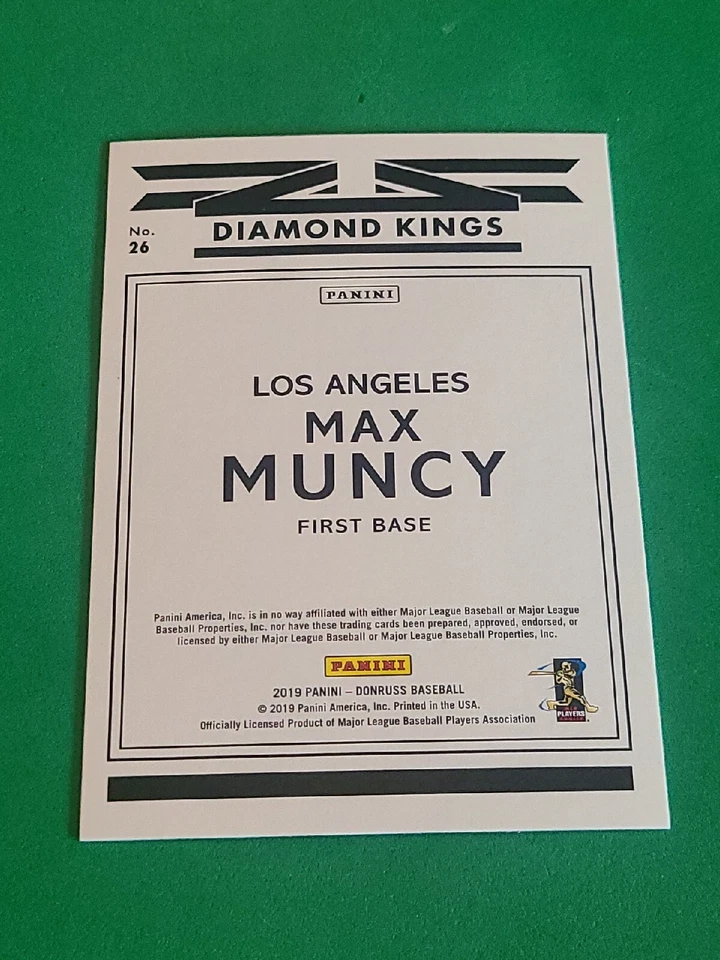 No.
26
DIAMOND KINGS
PANINI
LOS ANGELES
MAX
MUNCY
FIRST BASE
Panini America, Inc. is in no way affiliated with either Major League Baseball or Major League
Baseball Properties, Inc. nor have these trading cards been prepared, approved, endorsed, or
licensed by either Major League Baseball or Major League Baseball Properties, Inc.
PANINI
2019 PANINI – DONRUSS BASEBALL
© 2019 Panini America, Inc. Printed in the USA.
Officially Licensed Product of Major League Baseball Players Association
PLAYERS